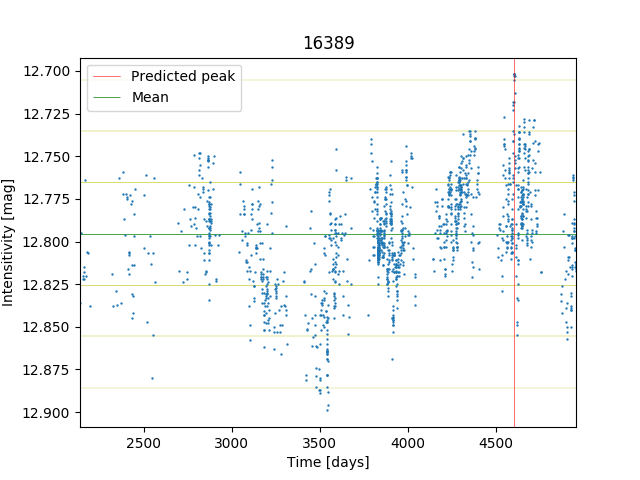 16389
Predicted peak
Mean
12.700
12.725
12.750
12.775
12.800
12.825
12.850
12.875
12.900
Intensitivity [mag]
2500 3000 3500 4000 4500
Time [days]